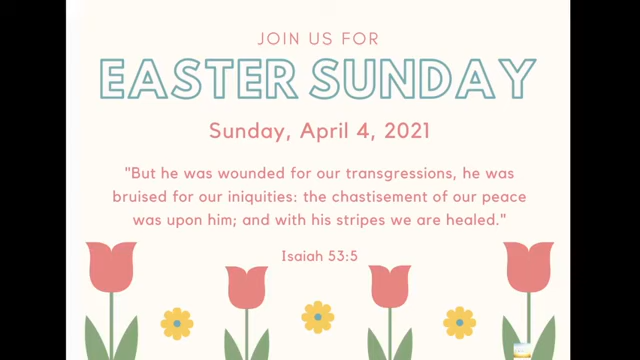 JOIN US FOR
EASTER SUNDAY
Sunday, April 4, 2021
"But he was wounded for our transgressions, he was
bruised for our iniquities: the chastisement of our peace
was upon him; and with his stripes we are healed."
Isaiah 53:5